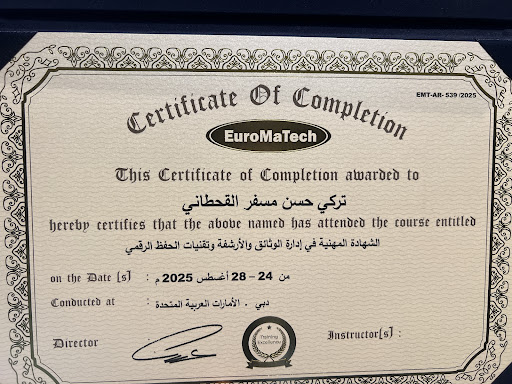 EMT-AR- 539 /2025
Certificate Of Completion
EuroMaTech
This Certificate of Completion awarded to
تركي حسن مسفر القحطاني
hereby certifies that the above named has attended the course entitled
الشهادة المهنية في إدارة الوثائق والأرشفة وتقنيات الحفظ الرقمي
on the Date [s] : من 24 – 28 أغسطس 2025 م
Conducted at : دبي . الأمارات العربية المتحدة
Director
Training
Excellence
Instructor[s] :